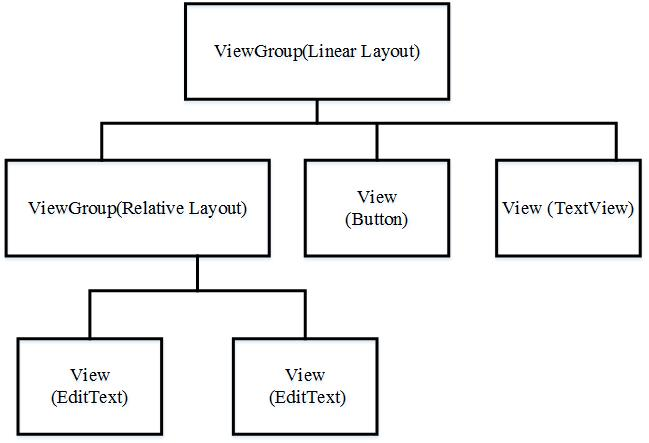 ViewGroup(Linear Layout)
ViewGroup(Relative Layout)
View
(Button)
View (TextView)
View
(EditText)
View
(EditText)